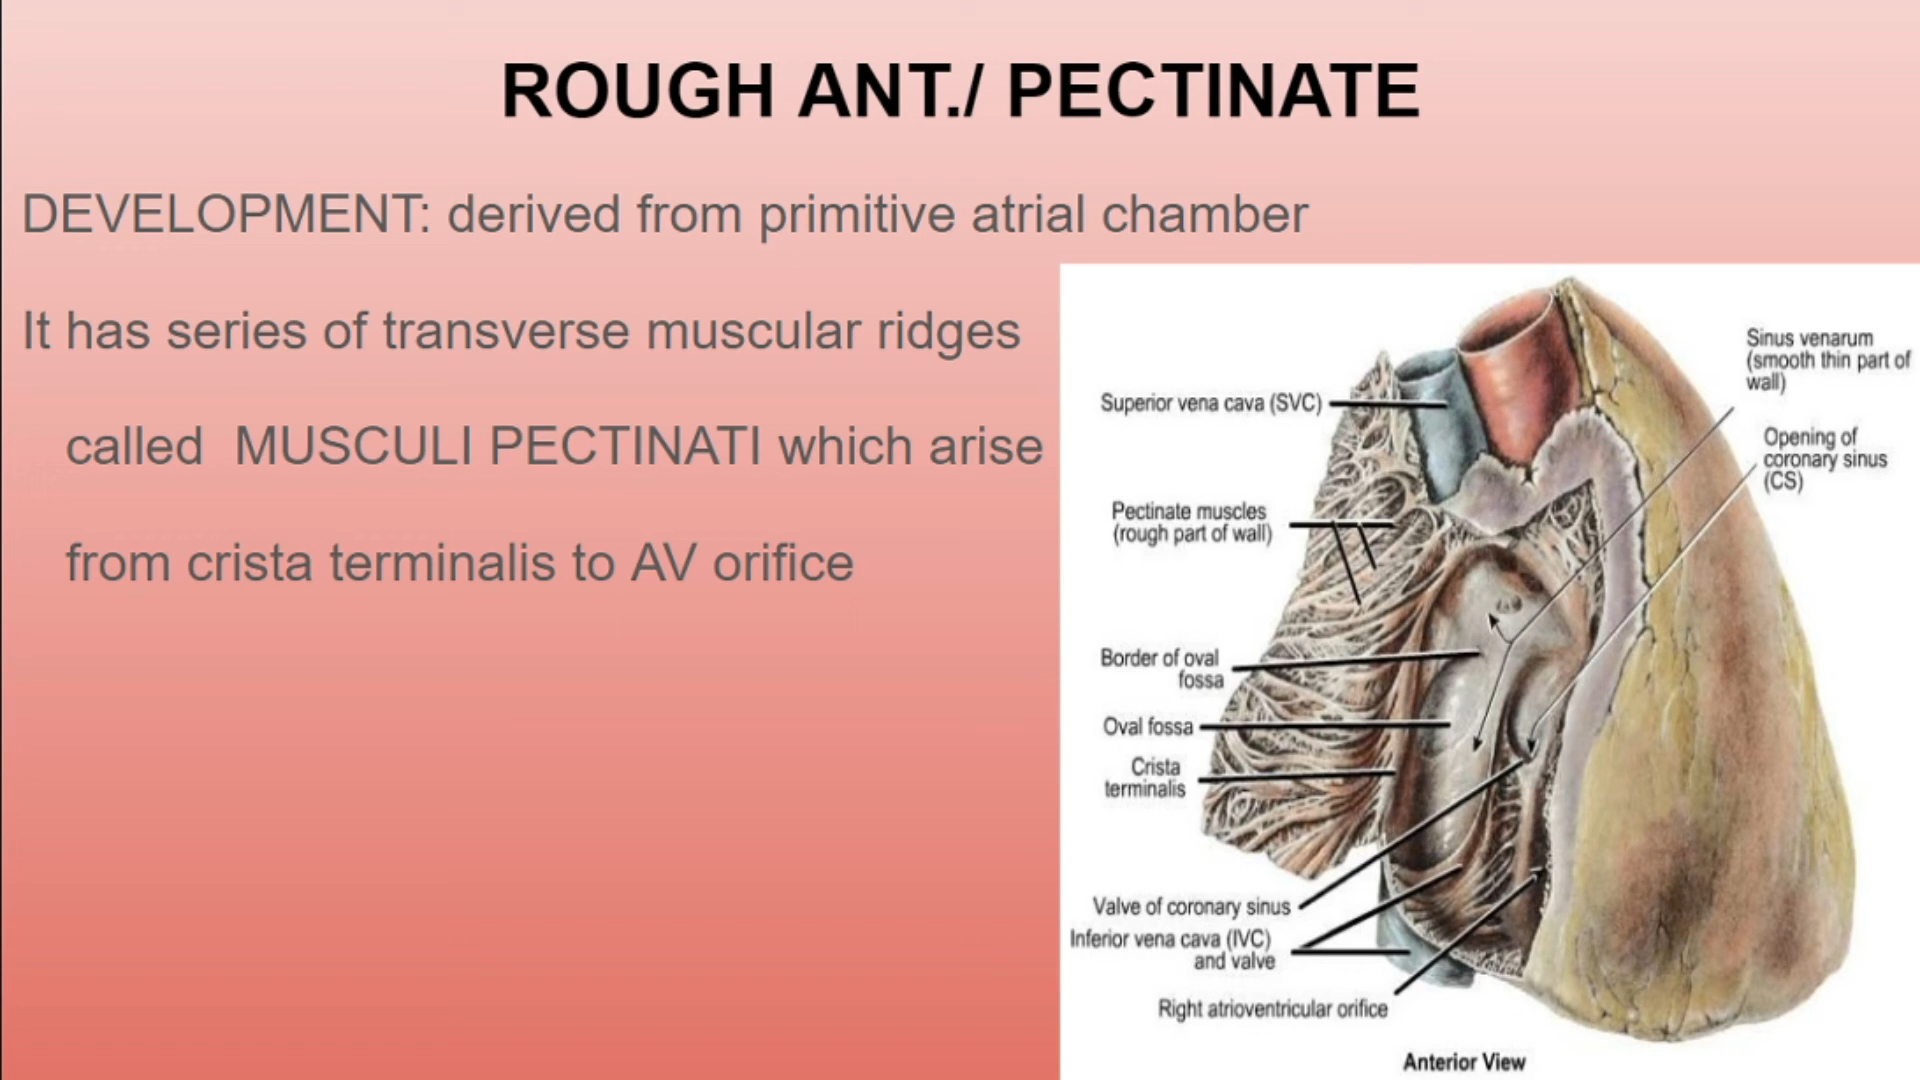 ROUGH ANT./ PECTINATE
DEVELOPMENT: derived from primitive atrial chamber
It has series of transverse muscular ridges
called MUSCULI PECTINATI which arise
from crista terminalis to AV orifice
Superior vena cava (SVC)
Pectinate muscles
(rough part of wall)
Border of oval
fossa
Oval fossa
Crista
terminalis
Valve of coronary sinus
Inferior vena cava (IVC)
and valve
Right atrioventricular orifice
Sinus venarum
(smooth thin part of
wall)
Opening of
coronary sinus
(CS)
Anterior View